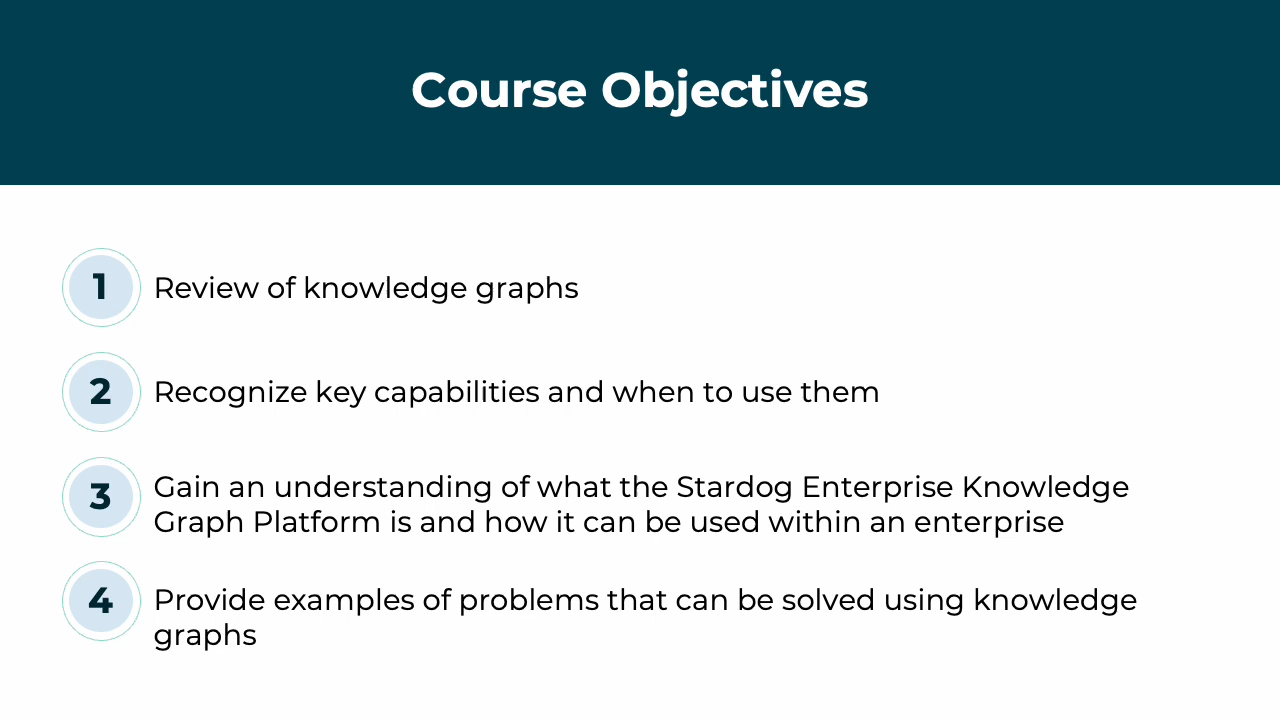 Course Objectives
1
Review of knowledge graphs
2
Recognize key capabilities and when to use them
3
Gain an understanding of what the Stardog Enterprise Knowledge
Graph Platform is and how it can be used within an enterprise
4
Provide examples of problems that can be solved using knowledge
graphs